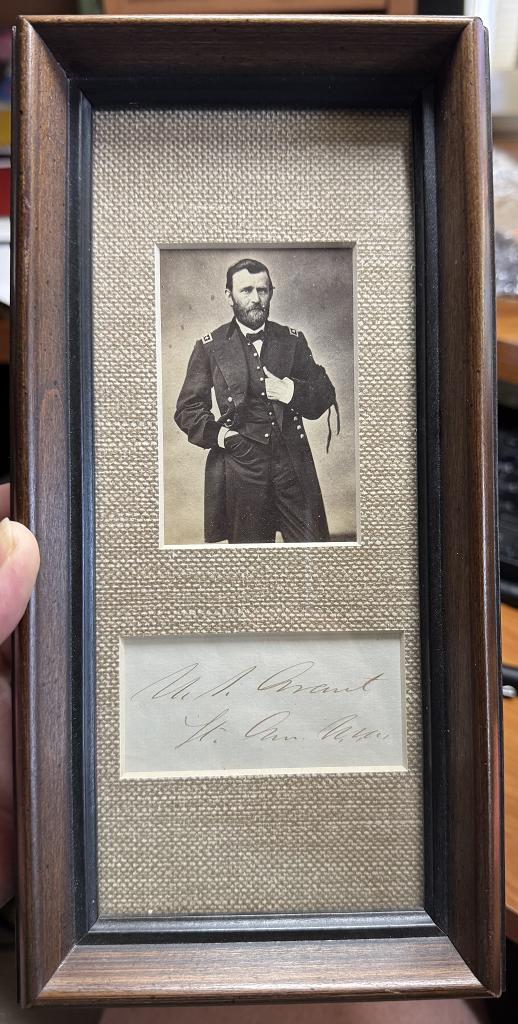 U. S. Grant
Lt. Gen. U.S.A.